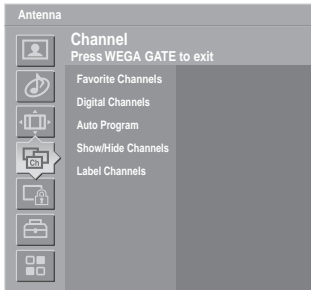 Antenna
Channel
Press WEGA GATE to exit
Favorite Channels
Digital Channels
Auto Program
Ch
Show/Hide Channels
Label Channels